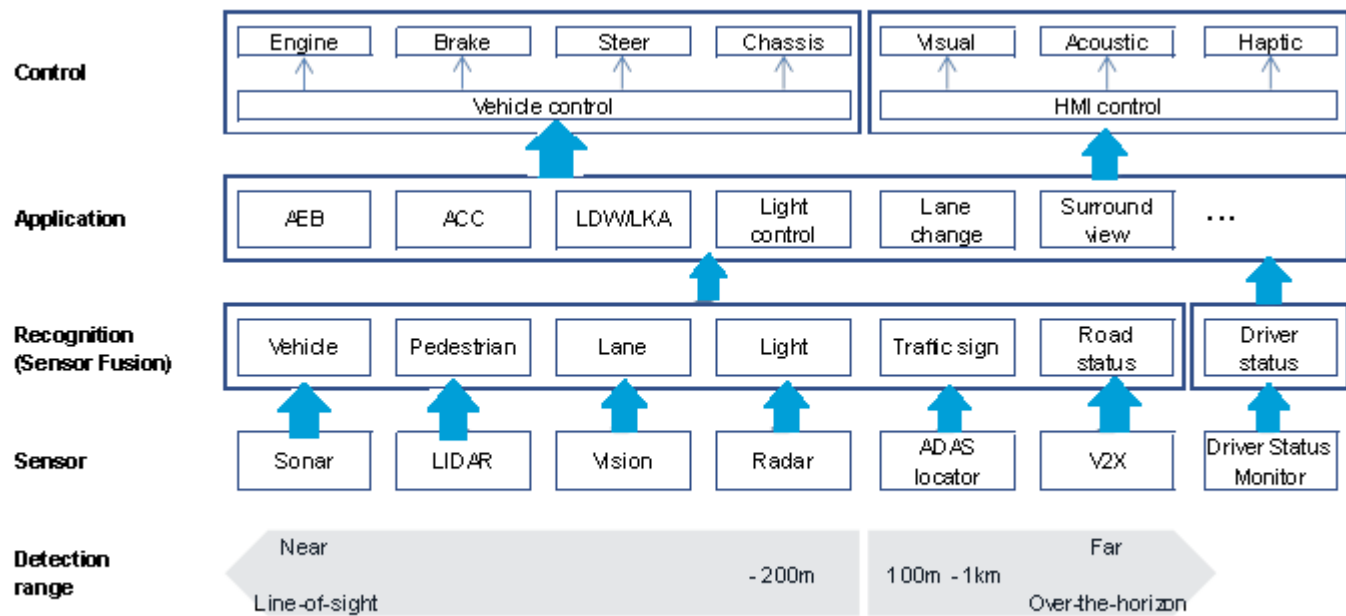 Control
Engine
Brake
Steer
Chassis
Visual
Acoustic
Haptic
Vehicle control
HMI control
Application
AEB
ACC
LDW/LKA
Light
control
Lane
change
Surround
view
...
Recognition
(Sensor Fusion)
Vehicle
Pedestrian
Lane
Light
Traffic sign
Road
status
Driver
status
Sensor
Sonar
LIDAR
Vision
Radar
ADAS
locator
V2X
Driver Status
Monitor
Detection
range
Near
- 200m
Line-of-sight
Far
100m - 1km
Over-the-horizon